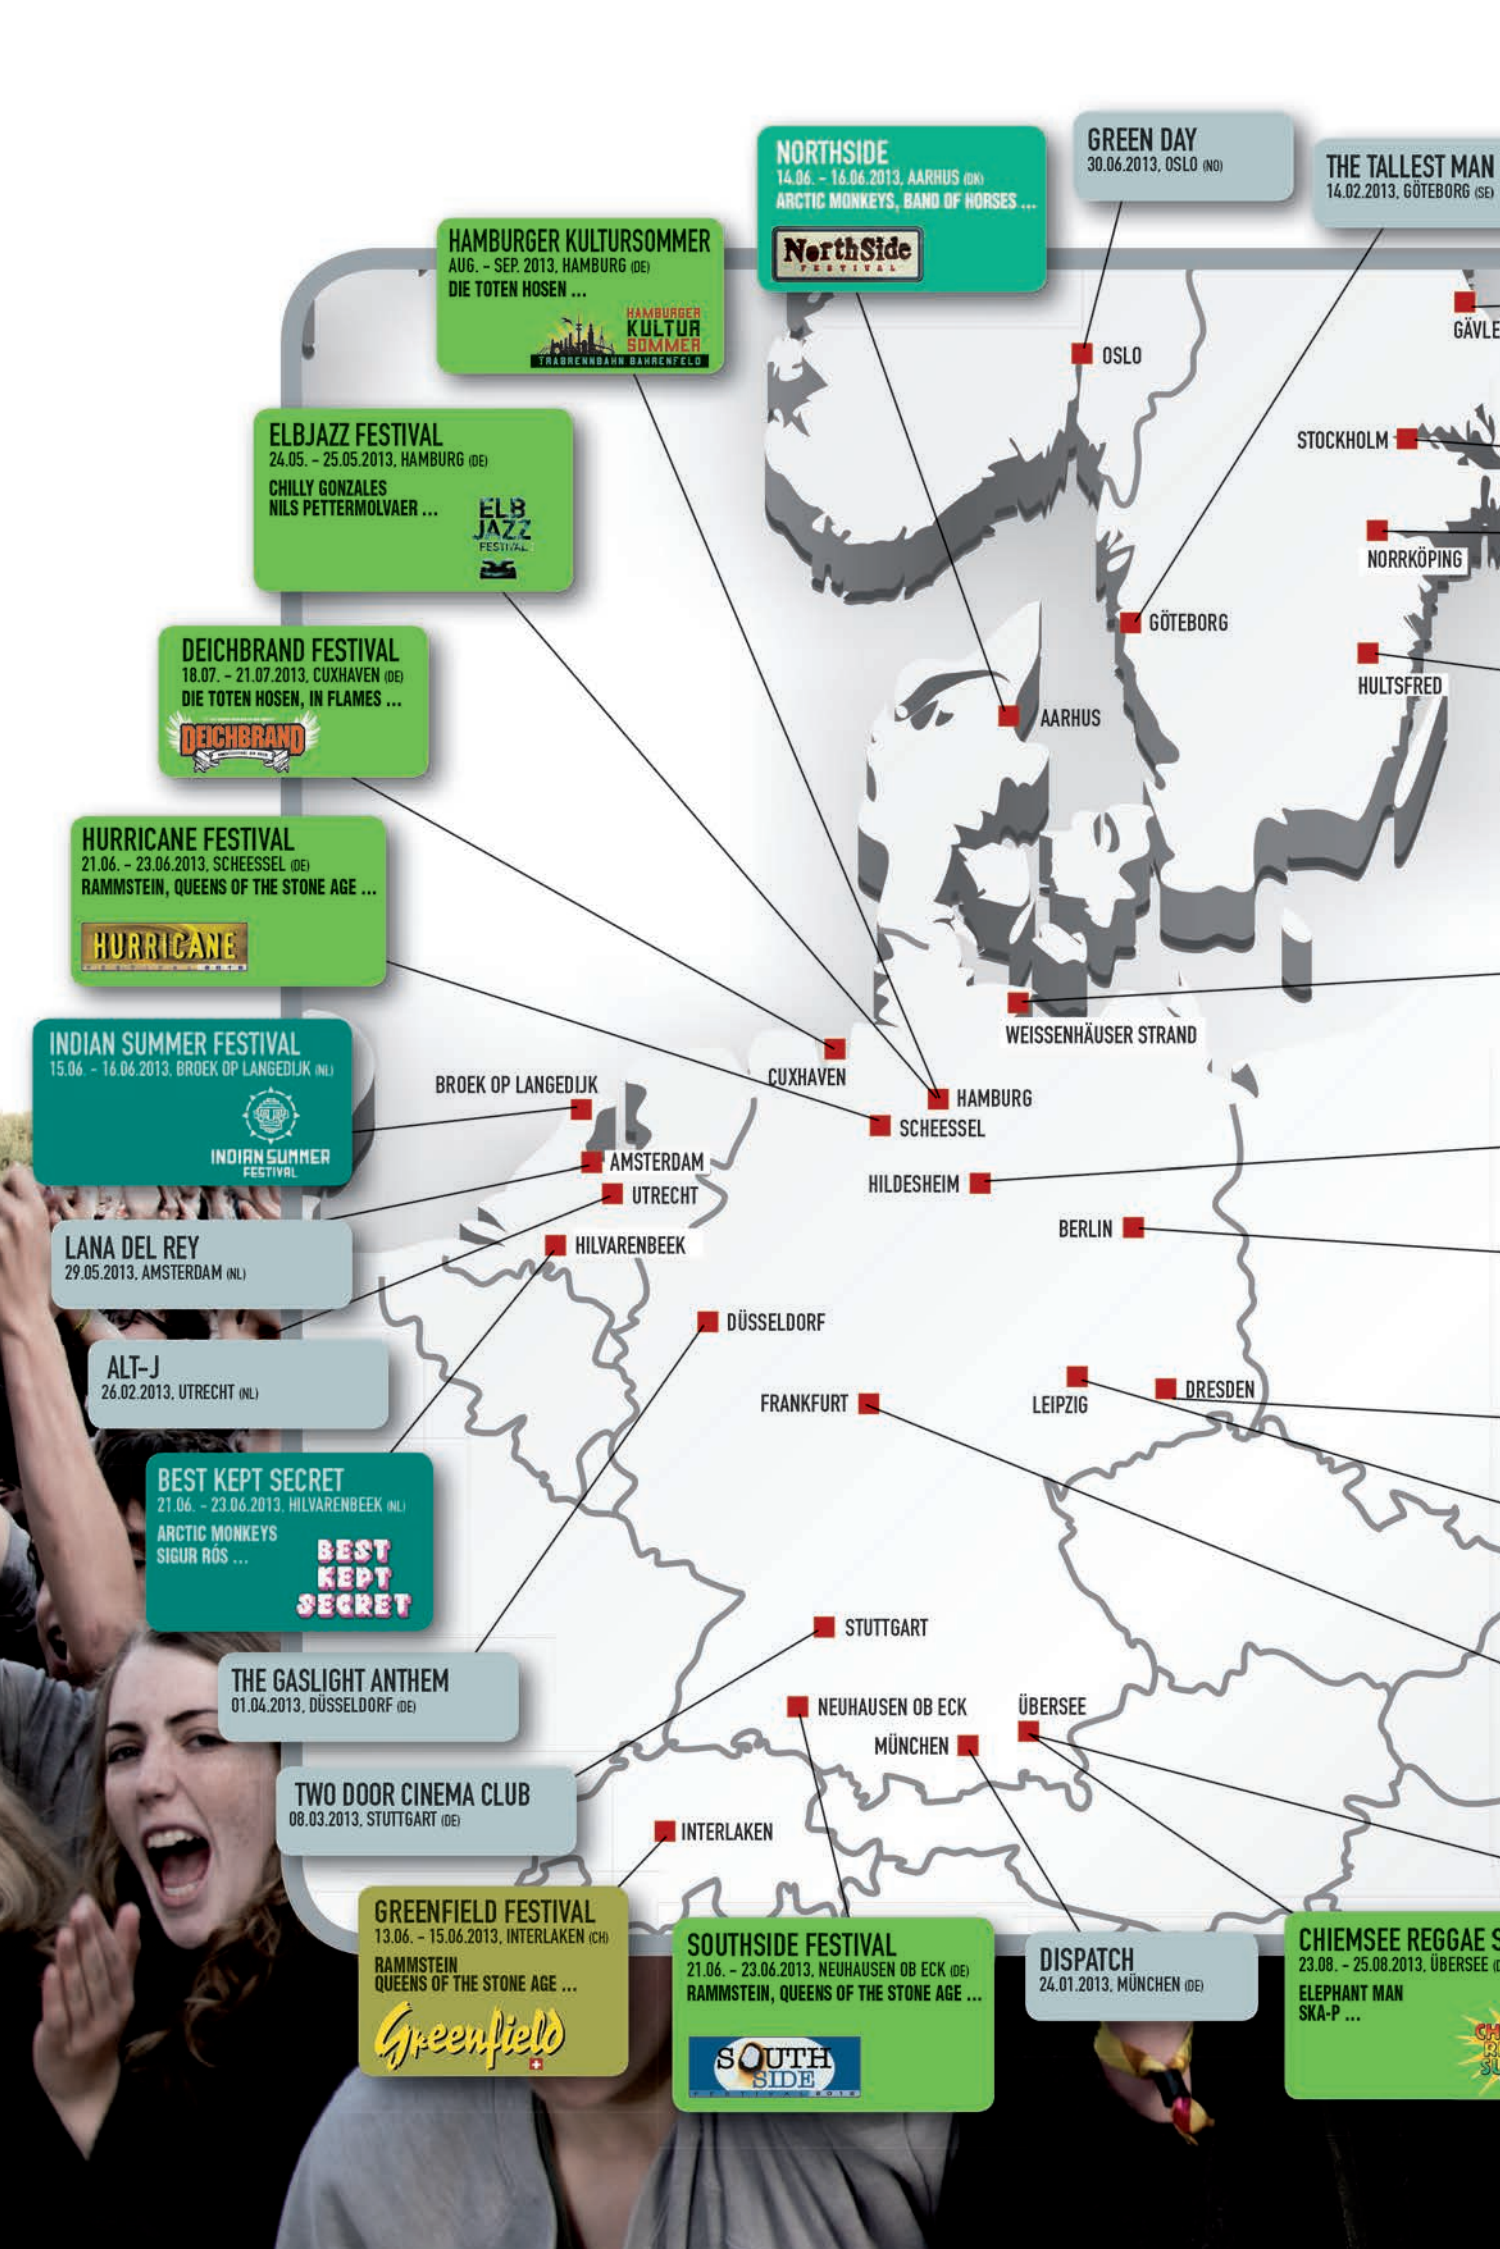 GREEN DAY
30.06.2013, OSLO (NO)
THE TALLEST MAN
14.02.2013, GÖTEBORG (SE)
NORTHSIDE
14.06. – 16.06.2013, AARHUS (DK)
ARCTIC MONKEYS, BAND OF HORSES ...
NorthSide
FESTIVAL
HAMBURGER KULTURSOMMER
AUG. – SEP. 2013, HAMBURG (DE)
DIE TOTEN HOSEN ...
HAMBURGER
KULTUR
SOMMER
TRABRENNBAHN BAHRENFELD
ELBJAZZ FESTIVAL
24.05. – 25.05.2013, HAMBURG (DE)
CHILLY GONZALES
NILS PETTERMOLVAER ...
ELB
JAZZ
FESTIVAL
DEICHBRAND FESTIVAL
18.07. – 21.07.2013, CUXHAVEN (DE)
DIE TOTEN HOSEN, IN FLAMES ...
DEICHBRAND
HURRICANE FESTIVAL
21.06. – 23.06.2013, SCHEESSEL (DE)
RAMMSTEIN, QUEENS OF THE STONE AGE ...
HURRICANE
INDIAN SUMMER FESTIVAL
15.06. – 16.06.2013, BROEK OP LANGEDIJK (NL)
INDIAN SUMMER
FESTIVAL
LANA DEL REY
29.05.2013, AMSTERDAM (NL)
ALT-J
26.02.2013, UTRECHT (NL)
BEST KEPT SECRET
21.06. – 23.06.2013, HILVARENBEEK (NL)
ARCTIC MONKEYS
SIGUR RÓS ...
BEST
KEPT
SECRET
THE GASLIGHT ANTHEM
01.04.2013, DÜSSELDORF (DE)
TWO DOOR CINEMA CLUB
08.03.2013, STUTTGART (DE)
GREENFIELD FESTIVAL
13.06. – 15.06.2013, INTERLAKEN (CH)
RAMMSTEIN
QUEENS OF THE STONE AGE ...
Greenfield
SOUTHSIDE FESTIVAL
21.06. – 23.06.2013, NEUHAUSEN OB ECK (DE)
RAMMSTEIN, QUEENS OF THE STONE AGE ...
SOUTH
SIDE
DISPATCH
24.01.2013, MÜNCHEN (DE)
CHIEMSEE REGGAE S
23.08. – 25.08.2013, ÜBERSEE
ELEPHANT MAN
SKA-P ...
OSLO
GÄVLE
STOCKHOLM
NORRKÖPING
GÖTEBORG
HULTSFRED
AARHUS
WEISSENHÄUSER STRAND
CUXHAVEN
BROEK OP LANGEDIJK
HAMBURG
SCHEESSEL
AMSTERDAM
HILDESHEIM
UTRECHT
BERLIN
HILVARENBEEK
DÜSSELDORF
DRESDEN
FRANKFURT
LEIPZIG
STUTTGART
NEUHAUSEN OB ECK
ÜBERSEE
MÜNCHEN
INTERLAKEN